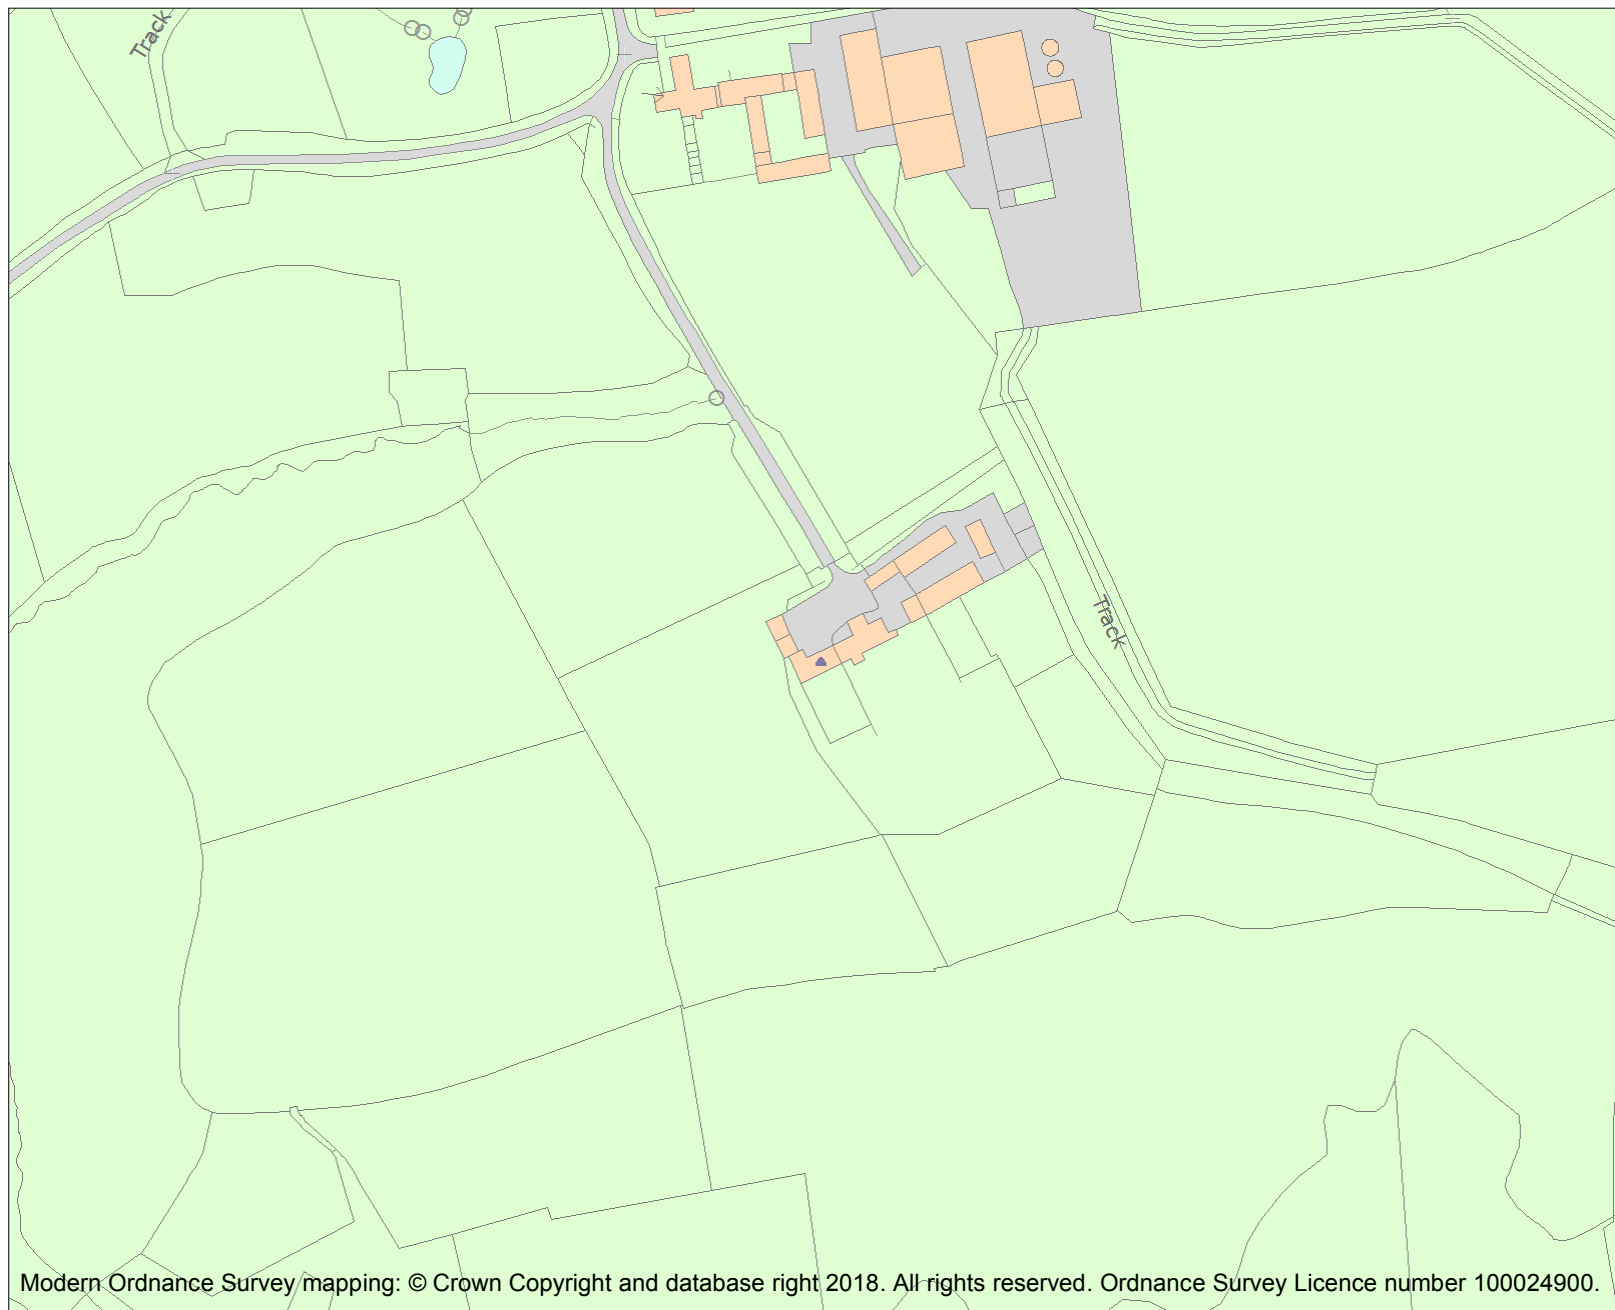 Track
Track
Modern Ordnance Survey mapping: © Crown Copyright and database right 2018. All rights reserved. Ordnance Survey Licence number 100024900.